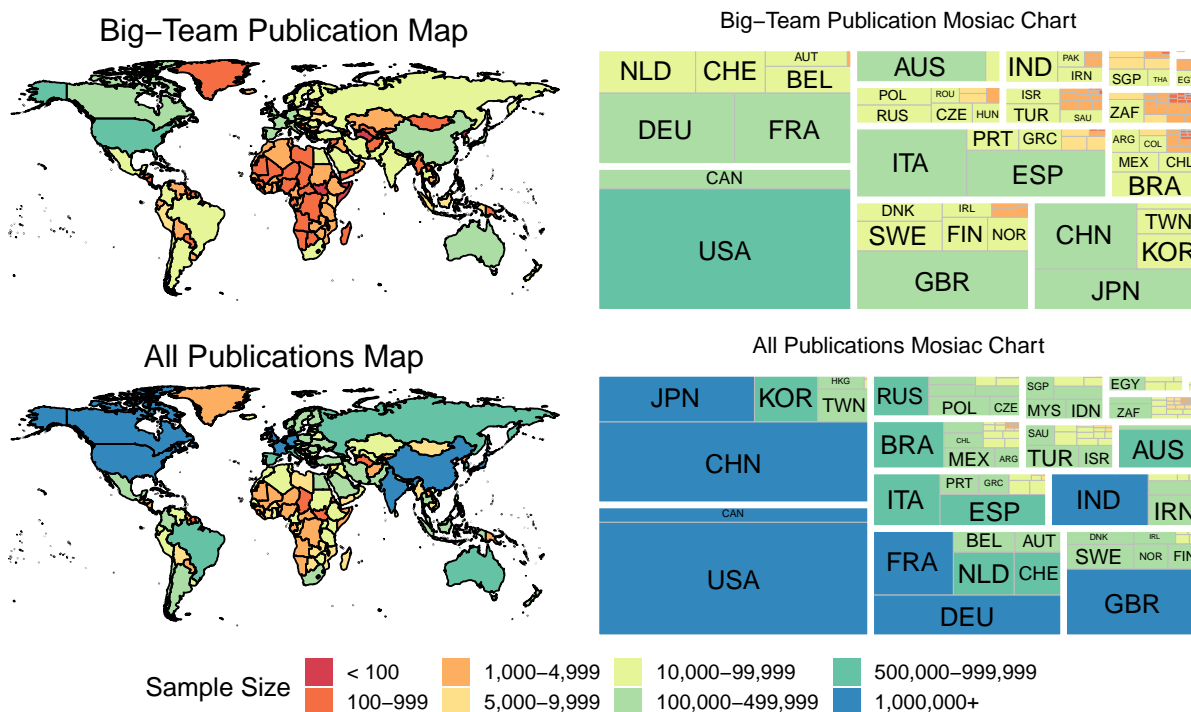 Big−Team Publication Map
Big−Team Publication Mosiac Chart
NLD CHE AUT BEL
DEU FRA
CAN
USA
AUS IND PAK IRN SGP THA EG
POL RUS ROU CZE HUN ISR TUR SAU ZAF
ITA PRT GRC ESP
ARG COL MEX CHL BRA
DNK SWE IRL FIN NOR GBR
CHN TWN KOR JPN
All Publications Map
All Publications Mosiac Chart
JPN KOR HKG TWN
CHN
CAN
USA
RUS POL CZE SGP MYS IDN EGY ZAF
BRA CHL MEX ARG SAU TUR ISR AUS
ITA PRT GRC ESP IND IRN
FRA BEL AUT NLD CHE DEU
DNK SWE IRL NOR FIN GBR
Sample Size
< 100 1,000−4,999 10,000−99,999 500,000−999,999
100−999 5,000−9,999 100,000−499,999 1,000,000+